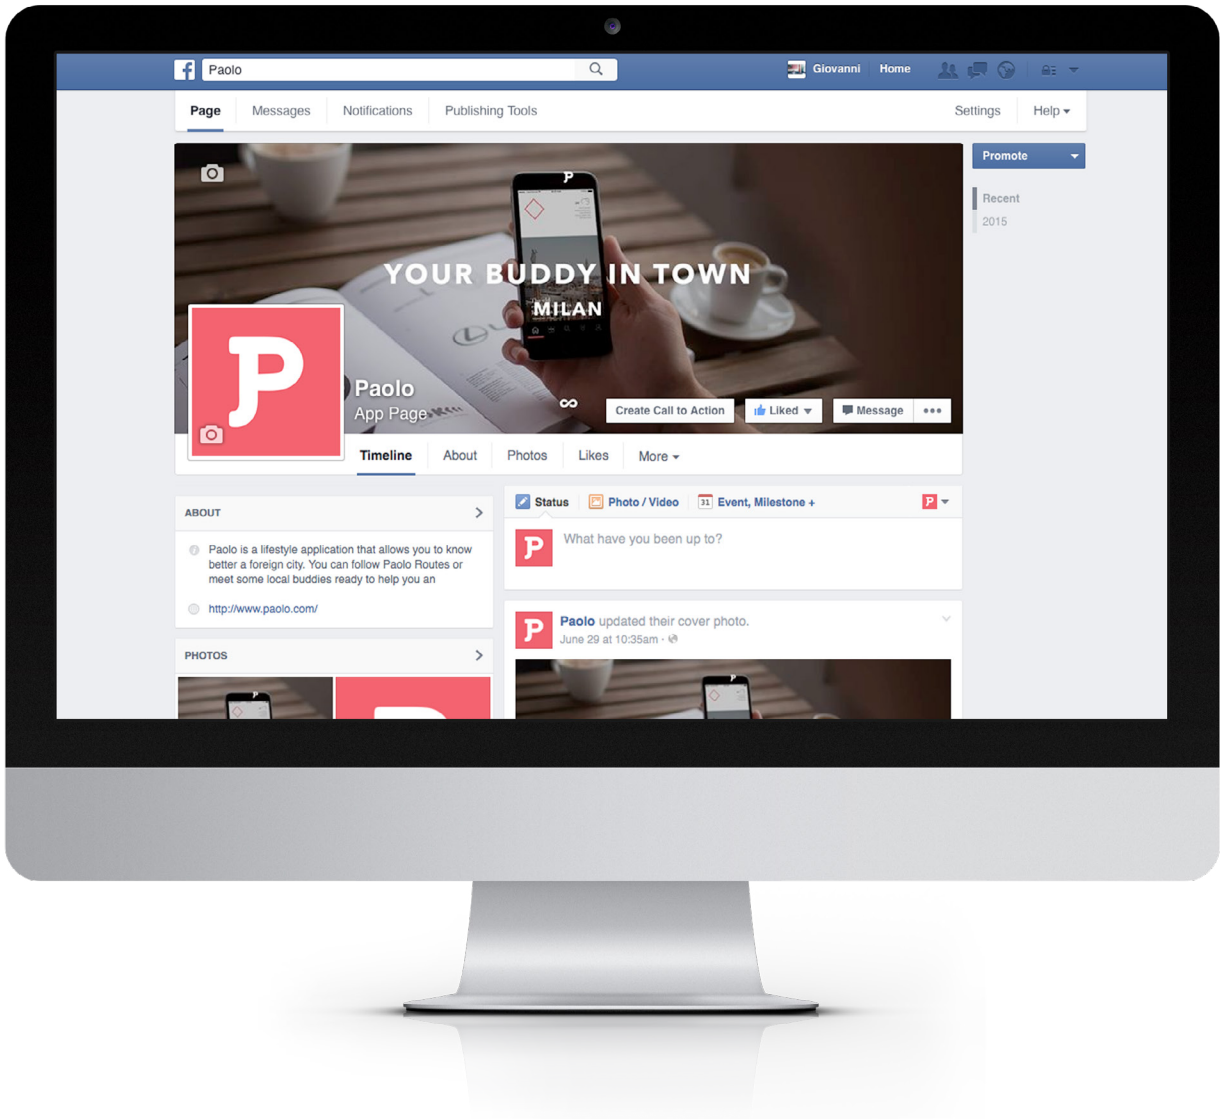 Paolo
Giovanni
Home
Page
Messages
Notifications
Publishing Tools
Settings
Help
Promote
Recent
2015
P
YOUR BUDDY IN TOWN
MILAN
P
Paolo
App Page
Create Call to Action
Liked
Message
•••
Timeline
About
Photos
Likes
More
ABOUT
Paolo is a lifestyle application that allows you to know
better a foreign city. You can follow Paolo Routes or
meet some local buddies ready to help you an
http://www.paolo.com/
PHOTOS
Status
Photo / Video
31
Event, Milestone +
P
P
What have you been up to?
P
Paolo updated their cover photo.
June 29 at 10:35am ·